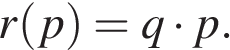 r(p) = q · p.